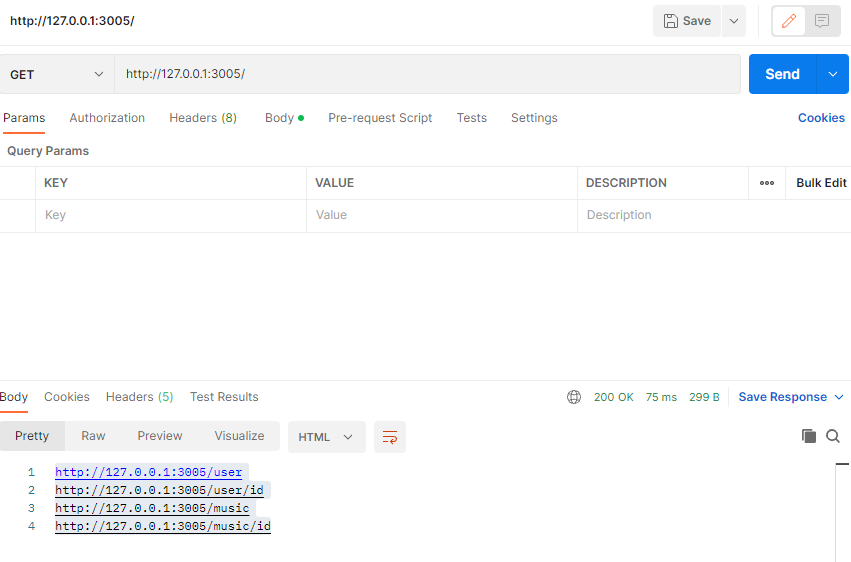 http://127.0.0.1:3005/
Save
GET
http://127.0.0.1:3005/
Send
Params Authorization Headers (8) Body Pre-request Script Tests Settings Cookies
Query Params
KEY VALUE DESCRIPTION Bulk Edit
Key Value Description
Body Cookies Headers (5) Test Results 200 OK 75 ms 299 B Save Response
Pretty Raw Preview Visualize HTML
1 http://127.0.0.1:3005/user
2 http://127.0.0.1:3005/user/id
3 http://127.0.0.1:3005/music
4 http://127.0.0.1:3005/music/id